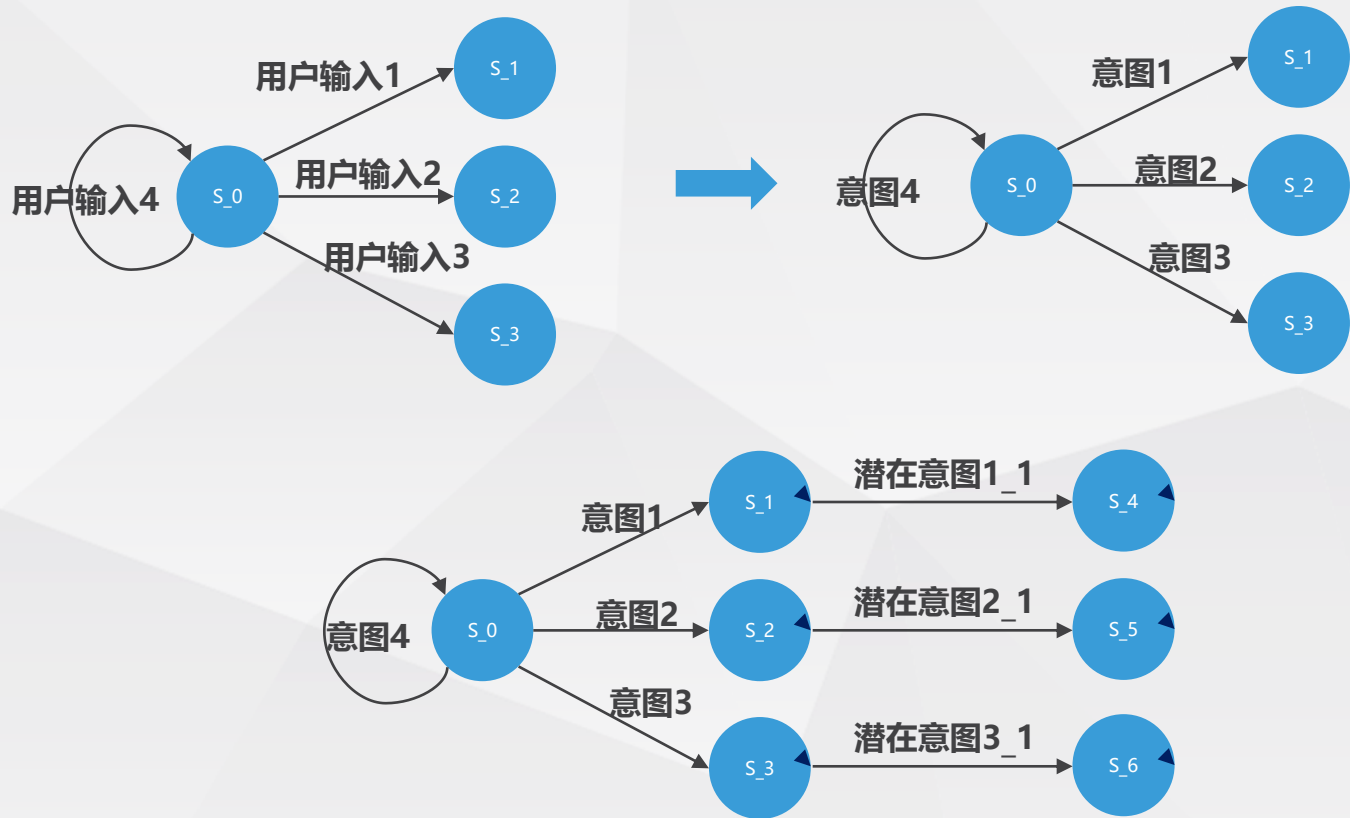 用户输入1
S_1
用户输入4
S_0
用户输入2
S_2
用户输入3
S_3
意图1
S_1
意图4
S_0
意图2
S_2
意图3
S_3
意图1
S_1
潜在意图1_1
S_4
意图4
S_0
意图2
S_2
潜在意图2_1
S_5
意图3
S_3
潜在意图3_1
S_6